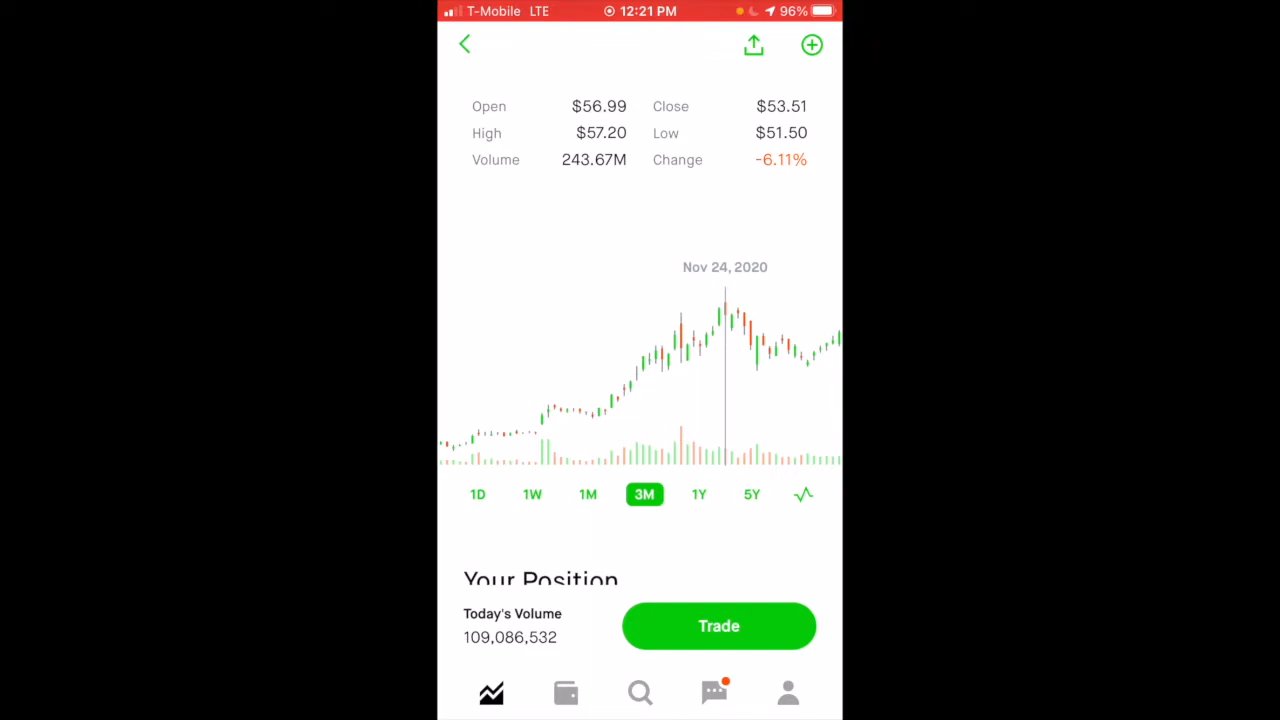 T-Mobile LTE 12:21 PM 96%
Open $56.99 Close $53.51
High $57.20 Low $51.50
Volume 243.67M Change -6.11%
Nov 24, 2020
1D 1W 1M 3M 1Y 5Y
Your Position
Today's Volume
109,086,532
Trade